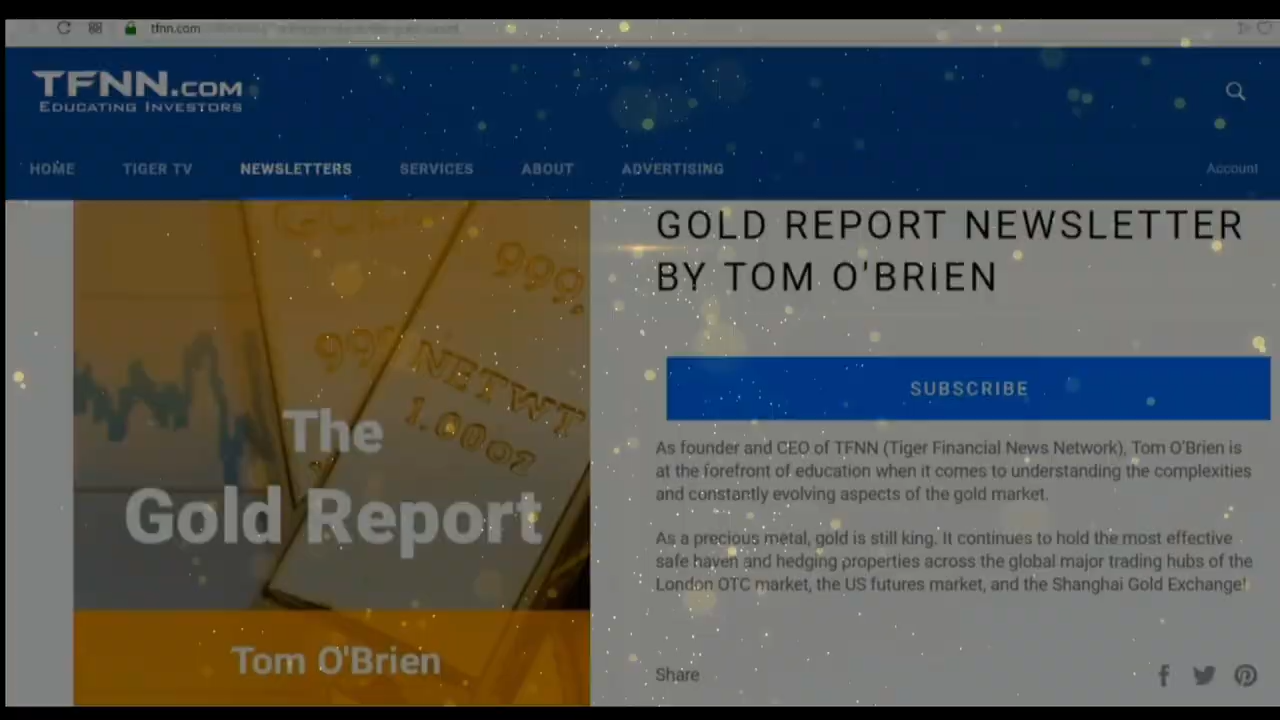 tfnn.com
TFNN.COM
EDUCATING INVESTORS
HOME TIGER TV NEWSLETTERS SERVICES ABOUT ADVERTISING Account
GOLD REPORT NEWSLETTER
BY TOM O'BRIEN
999,
99
NETWT
1.00oz
The
Gold Report
Tom O'Brien
SUBSCRIBE
As founder and CEO of TFNN (Tiger Financial News Network), Tom O'Brien is
at the forefront of education when it comes to understanding the complexities
and constantly evolving aspects of the gold market.
As a precious metal, gold is still king. It continues to hold the most effective
safe haven and hedging properties across the global major trading hubs of the
London OTC market, the US futures market, and the Shanghai Gold Exchange!
Share